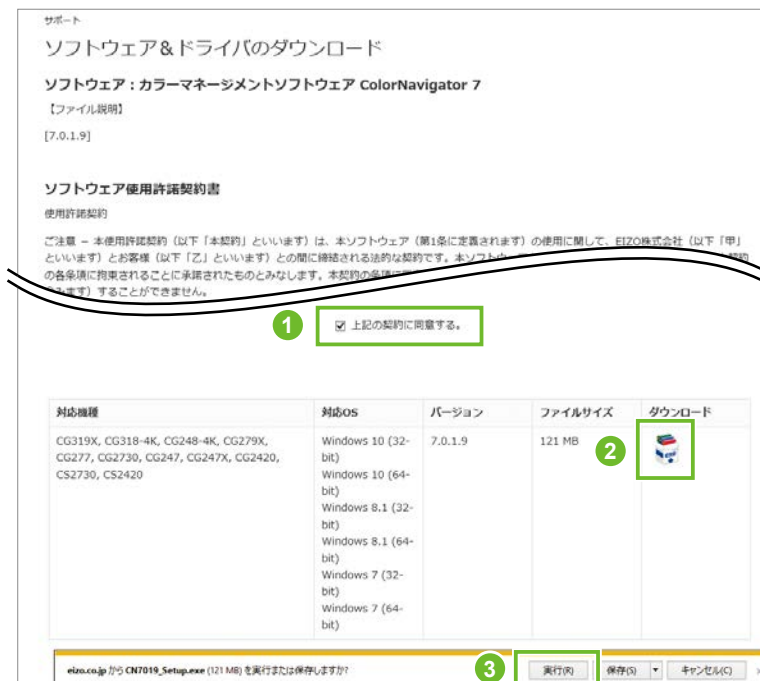 サポート
ソフトウェア&ドライバのダウンロード
ソフトウェア：カラーマネージメントソフトウェア ColorNavigator 7
【ファイル説明】
[7.0.1.9]
ソフトウェア使用許諾契約書
使用許諾契約
ご注意 － 本使用許諾契約（以下「本契約」といいます）は、本ソフトウェア（第1条に定義されます）の使用に関して、EIZO株式会社（以下「甲」
といいます）とお客様（以下「乙」といいます）との間に締結される法的な契約です。本ソフトウェ
の各条項に拘束されることに承諾されたものとみなします。本契約の条項に
みます）することができません。
1 上記の契約に同意する。
対応機種 対応OS バージョン ファイルサイズ ダウンロード
CG319X, CG318-4K, CG248-4K, CG279X, Windows 10 (32- 7.0.1.9 121 MB 2
CG277, CG2730, CG247, CG247X, CG2420, bit)
CS2730, CS2420 Windows 10 (64-
bit)
Windows 8.1 (32-
bit)
Windows 8.1 (64-
bit)
Windows 7 (32-
bit)
Windows 7 (64-
bit)
eizo.co.jp から CN7019_Setup.exe (121 MB) を実行または保存しますか? 3 実行(R) 保存(S) キャンセル(C)